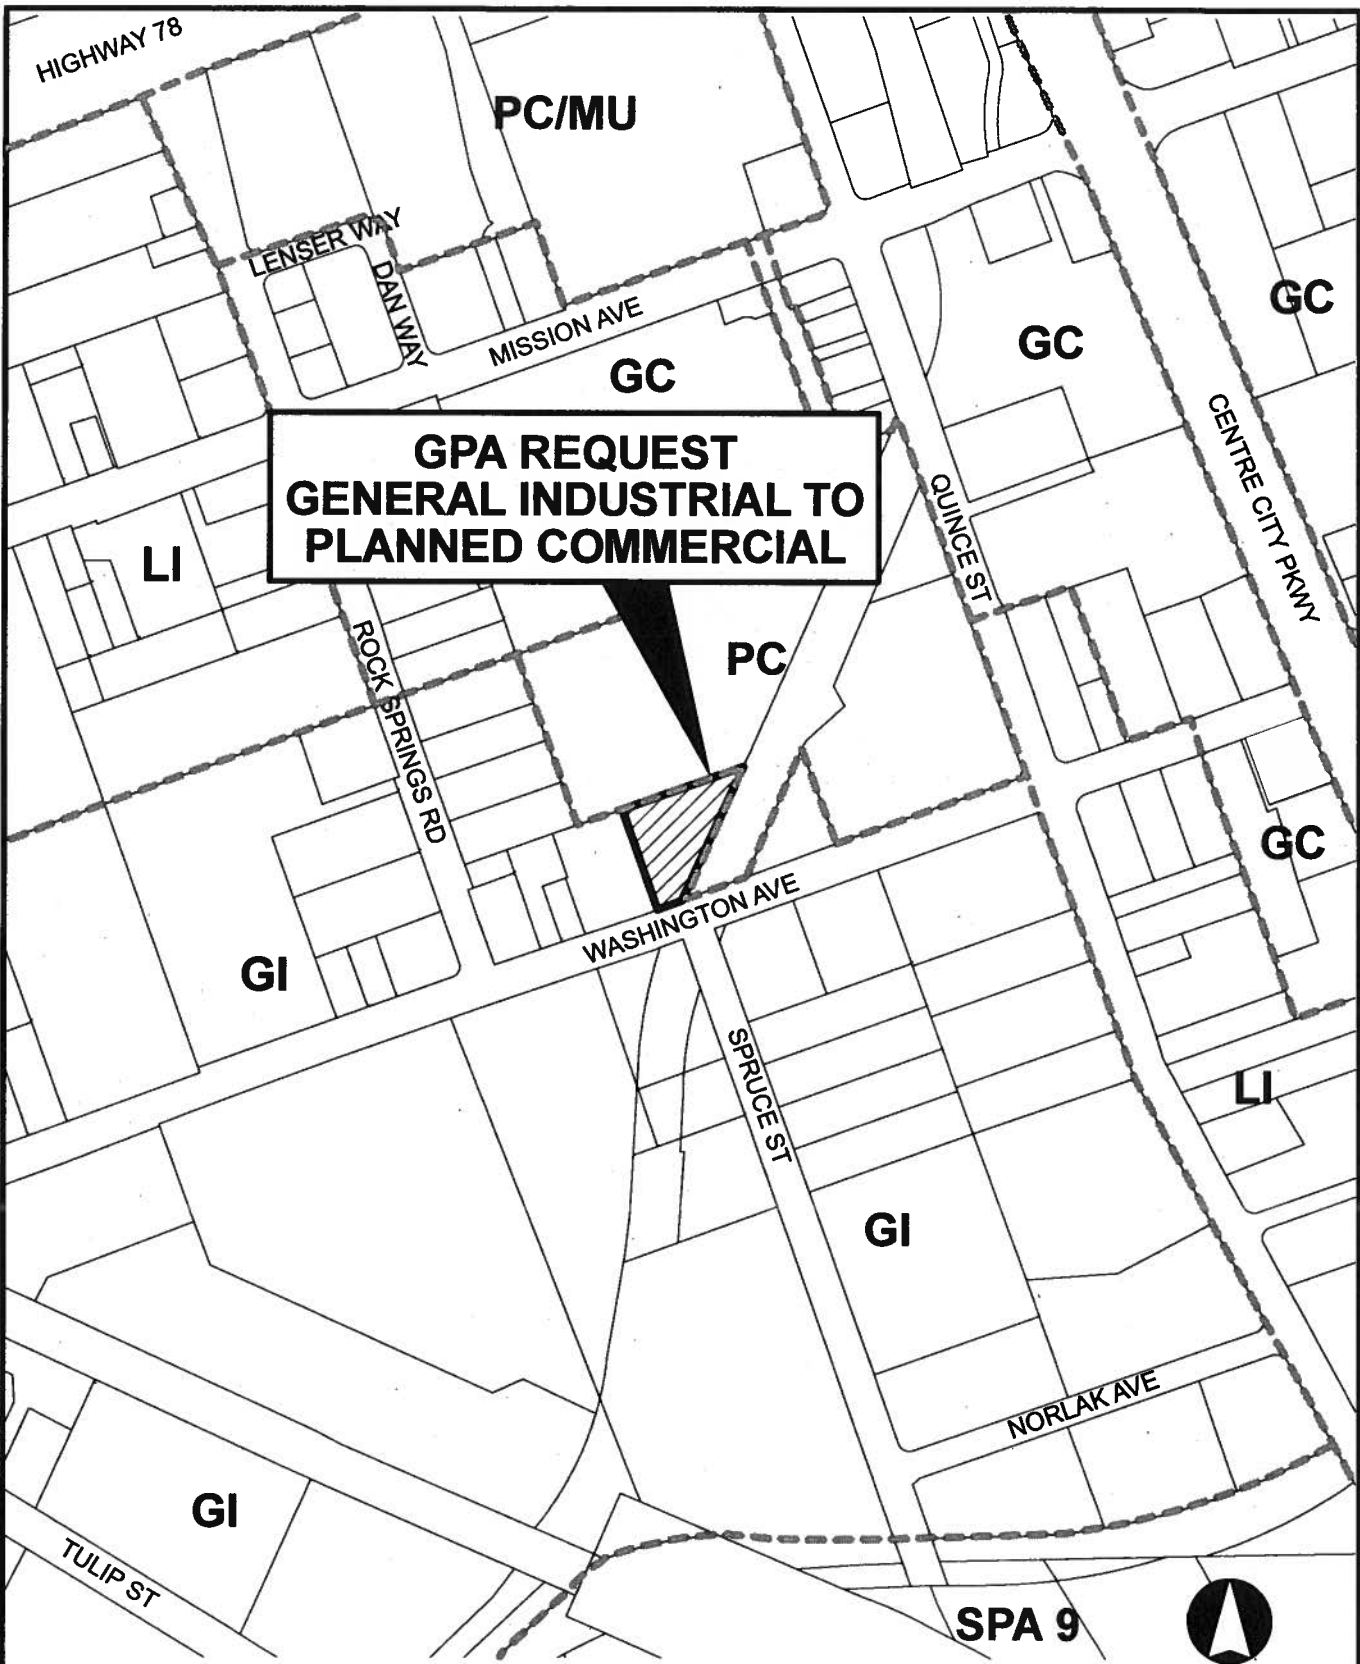 HIGHWAY 78
PC/MU
LENSER WAY
DAN WAY
MISSION AVE
GC
GC
GC
CENTRE CITY PKWY
GPA REQUEST
GENERAL INDUSTRIAL TO
PLANNED COMMERCIAL
QUINCE ST
LI
ROCK SPRINGS RD
PC
GC
WASHINGTON AVE
GI
SPRUCE ST
LI
GI
NORLAK AVE
GI
TULIP ST
SPA 9